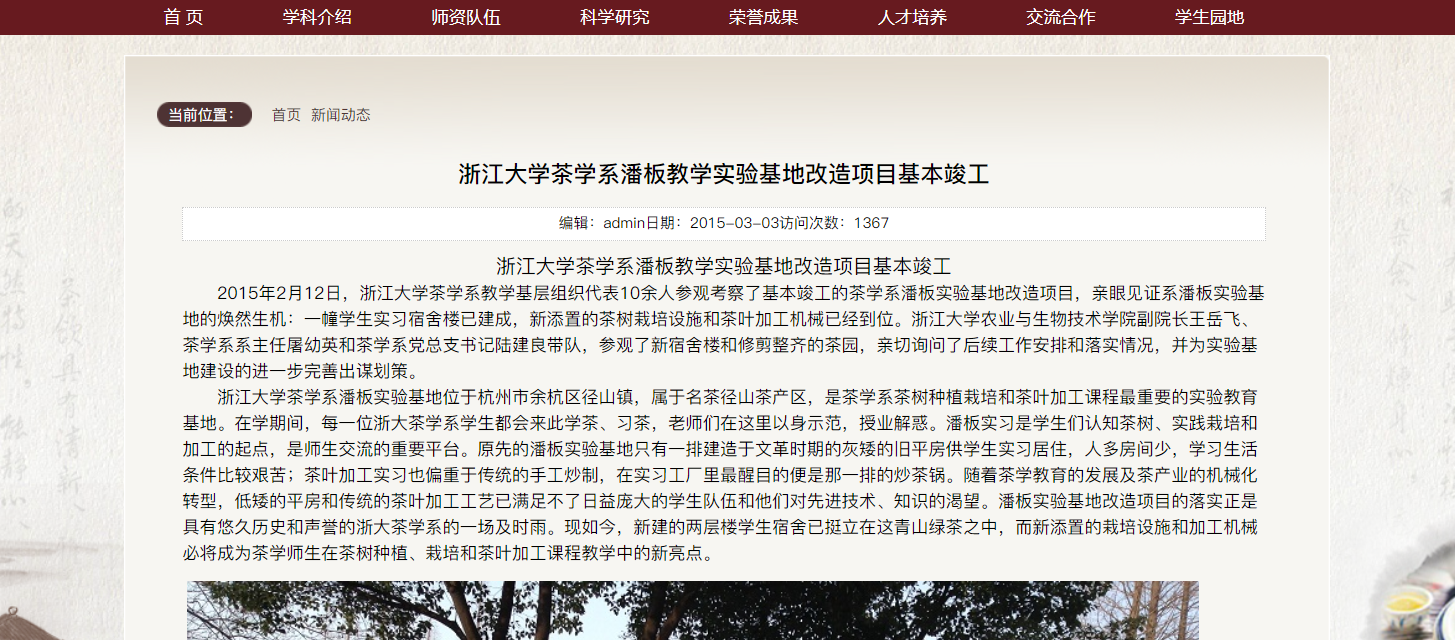 首 页 学科介绍 师资队伍 科学研究 荣誉成果 人才培养 交流合作 学生园地
当前位置： 首页 新闻动态
浙江大学茶学系潘板教学实验基地改造项目基本竣工
编辑：admin日期：2015-03-03访问次数：1367
浙江大学茶学系潘板教学实验基地改造项目基本竣工
2015年2月12日，浙江大学茶学系教学基层组织代表10余人参观考察了基本竣工的茶学系潘板实验基地改造项目，亲眼见证系潘板实验基
地的焕然生机：一幢学生实习宿舍楼已建成，新添置的茶树栽培设施和茶叶加工机械已经到位。浙江大学农业与生物技术学院副院长王岳飞、
茶学系系主任屠幼英和茶学系党总支书记陆建良带队，参观了新宿舍楼和修剪整齐的茶园，亲切询问了后续工作安排和落实情况，并为实验基
地建设的进一步完善出谋划策。
浙江大学茶学系潘板实验基地位于杭州市余杭区径山镇，属于名茶径山茶产区，是茶学系茶树种植栽培和茶叶加工课程最重要的实验教育
基地。在学期间，每一位浙大茶学系学生都会来此学茶、习茶，老师们在这里以身示范，授业解惑。潘板实习是学生们认知茶树、实践栽培和
加工的起点，是师生交流的重要平台。原先的潘板实验基地只有一排建造于文革时期的灰矮的旧平房供学生实习居住，人多房间少，学习生活
条件比较艰苦；茶叶加工实习也偏重于传统的手工炒制，在实习工厂里最醒目的便是那一排的炒茶锅。随着茶学教育的发展及茶产业的机械化
转型，低矮的平房和传统的茶叶加工工艺已满足不了日益庞大的学生队伍和他们对先进技术、知识的渴望。潘板实验基地改造项目的落实正是
具有悠久历史和声誉的浙大茶学系的一场及时雨。现如今，新建的两层楼学生宿舍已挺立在这青山绿茶之中，而新添置的栽培设施和加工机械
必将成为茶学师生在茶树种植、栽培和茶叶加工课程教学中的新亮点。